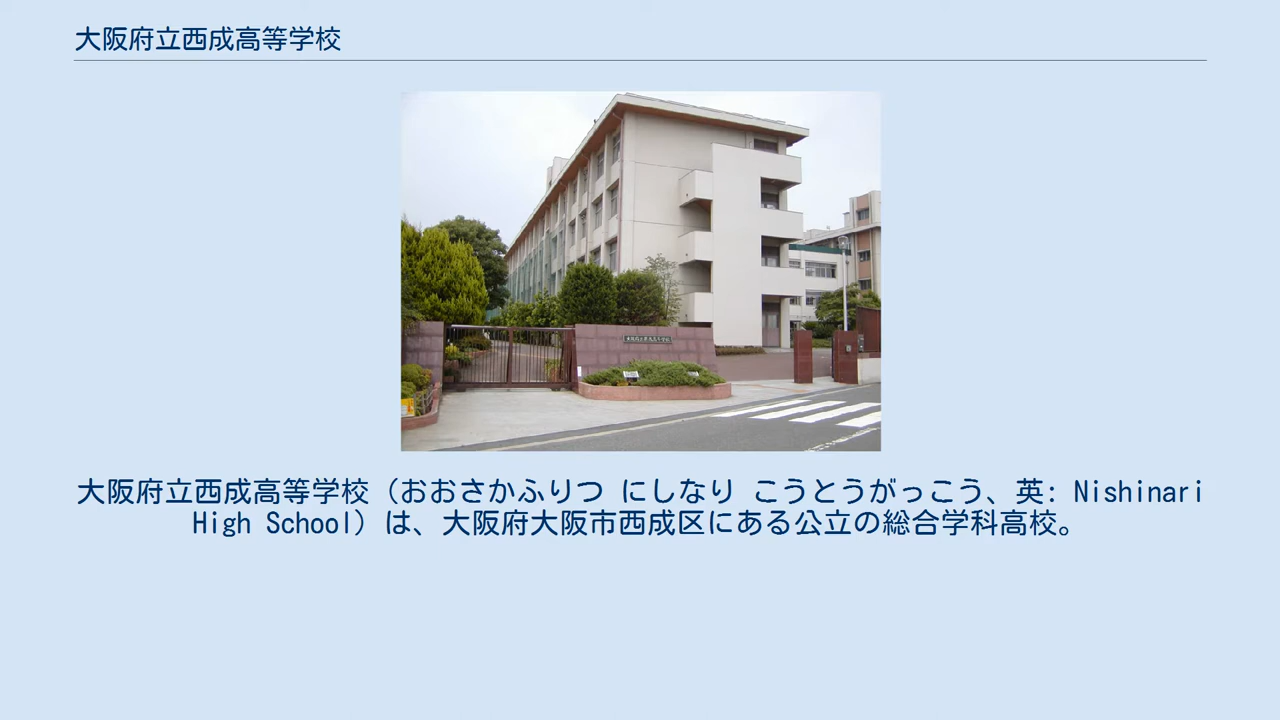 大阪府立西成高等学校
大阪府立西成高等学校（おおさかふりつ にしなり こうとうがっこう、英: Nishinari
High School）は、大阪府大阪市西成区にある公立の総合学科高校。